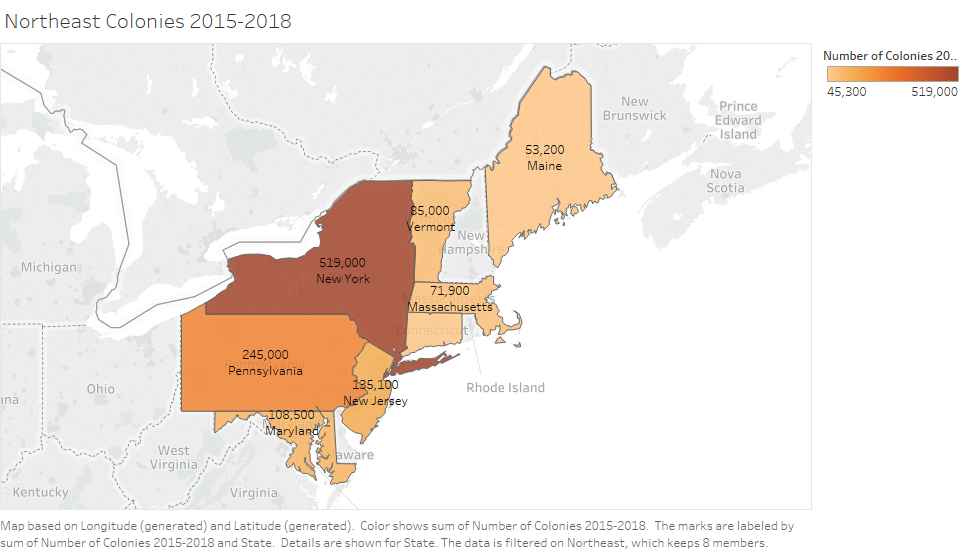 Northeast Colonies 2015-2018
Number of Colonies 20..
45,300
519,000
New
Brunswick
Prince
Edward
Island
Nova
Scotia
53,200
Maine
85,000
Vermont
New
Hampshire
Michigan
519,000
New York
71,900
Massachusetts
Connecticut
245,000
Pennsylvania
135,100
New Jersey
Rhode Island
Ohio
ana
108,500
Maryland
aware
West
Virginia
Kentucky
Virginia
Map based on Longitude (generated) and Latitude (generated).  Color shows sum of Number of Colonies 2015-2018.  The marks are labeled by
sum of Number of Colonies 2015-2018 and State.  Details are shown for State. The data is filtered on Northeast, which keeps 8 members.